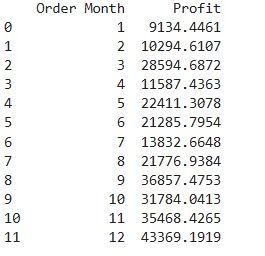 Order Month Profit
0 1 9134.4461
1 2 10294.6107
2 3 28594.6872
3 4 11587.4363
4 5 22411.3078
5 6 21285.7954
6 7 13832.6648
7 8 21776.9384
8 9 36857.4753
9 10 31784.0413
10 11 35468.4265
11 12 43369.1919